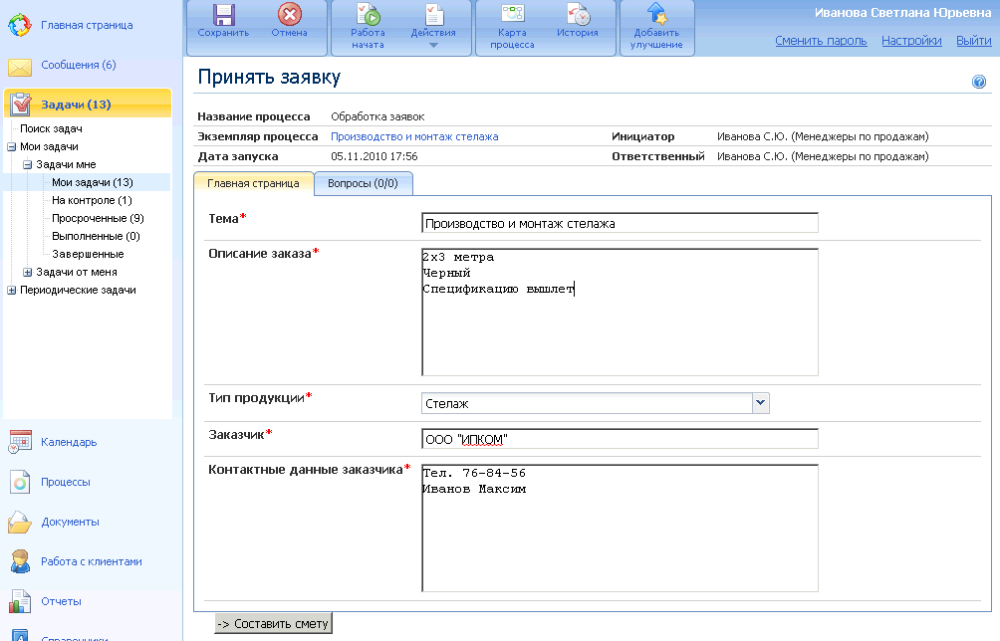 Главная страница
Сообщения (6)
Задачи (13)
Поиск задач
Мои задачи
Задачи мне
Мои задачи (13)
На контроле (1)
Просроченные (9)
Выполненные (0)
Завершенные
Задачи от меня
Периодические задачи
Календарь
Процессы
Документы
Работа с клиентами
Отчеты
Справочники
Сохранить
Отмена
Работа начата
Действия
Карта процесса
История
Добавить улучшение
Иванова Светлана Юрьевна
Сменить пароль Настройки Выйти
Принять заявку
Название процесса Обработка заявок
Экземпляр процесса Производство и монтаж стелажа Инициатор Иванова С.Ю. (Менеджеры по продажам)
Дата запуска 05.11.2010 17:56 Ответственный Иванова С.Ю. (Менеджеры по продажам)
Главная страница Вопросы (0/0)
Тема* Производство и монтаж стелажа
Описание заказа* 2х3 метра
Черный
Спецификацию вышлет
Тип продукции* Стелаж
Заказчик* ООО "ИПКОМ"
Контактные данные заказчика* Тел. 76-84-56
Иванов Максим
-> Составить смету